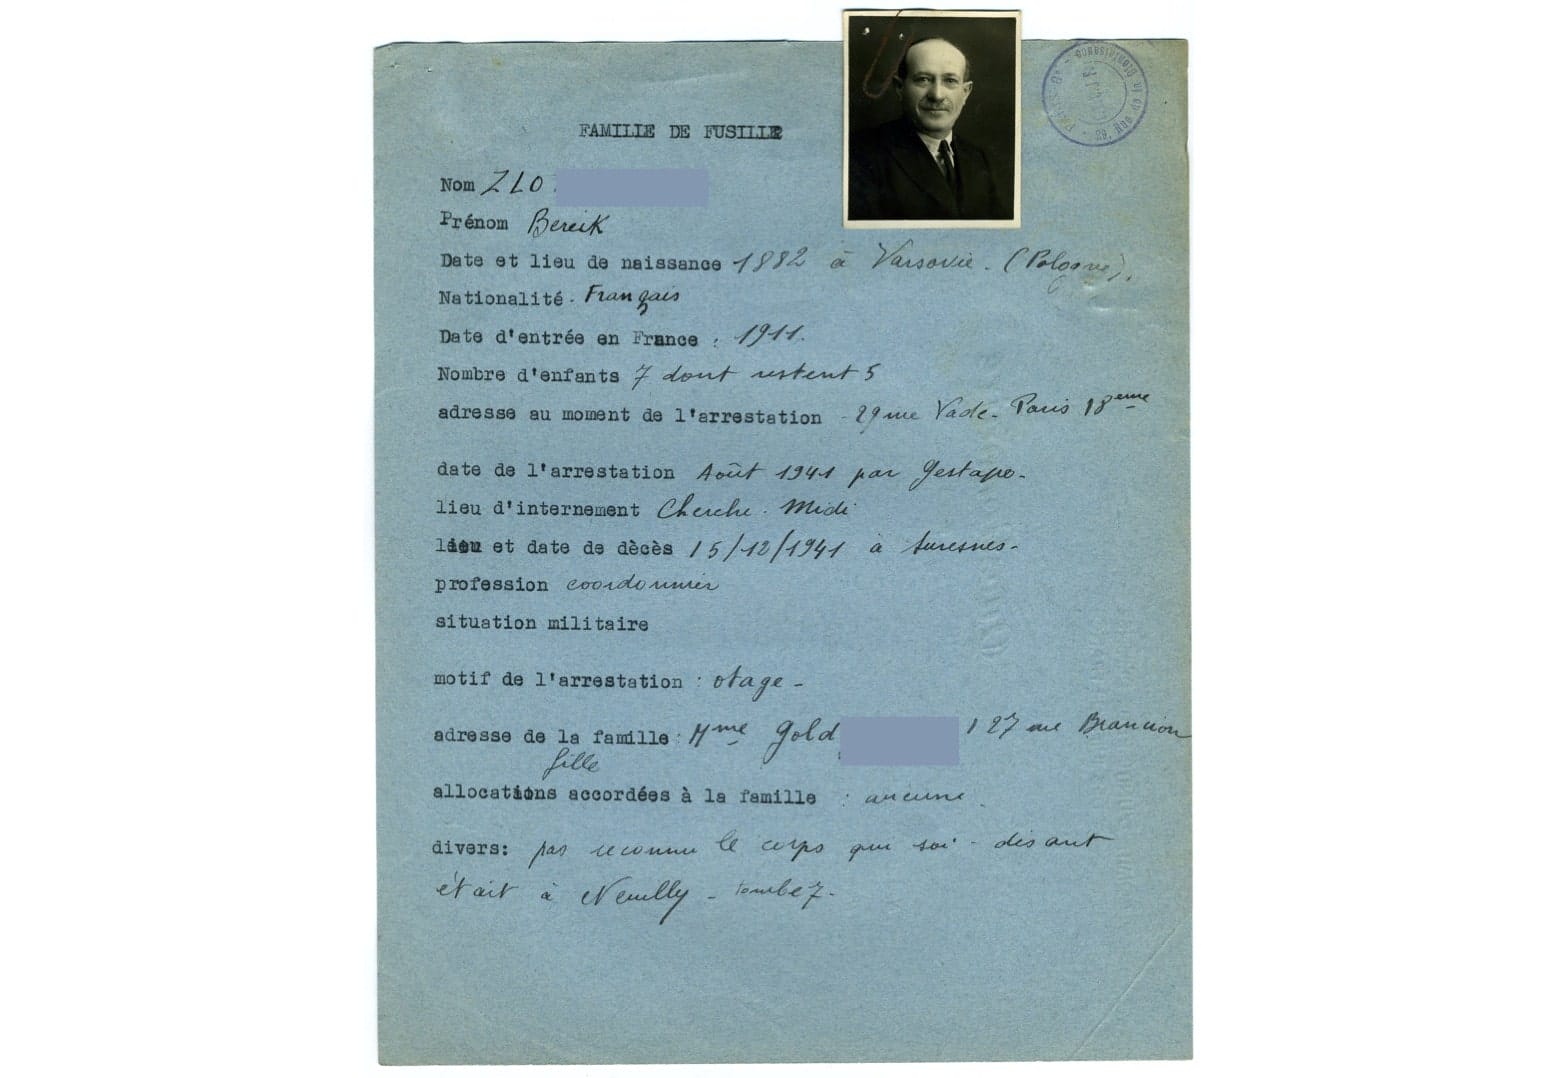 FAMILLE DE FUSILLE
Nom ZLO
Prénom Bereik
Date et lieu de naissance 1882 à Varsovie. (Pologne).
Nationalité. Français
Date d'entrée en France : 1911.
Nombre d'enfants 7 dont restent 5
adresse au moment de l'arrestation - 29 rue Vade - Paris 18eme
date de l'arrestation Août 1941 par gestapo -
lieu d'internement Cherche. Midi
lieu et date de dècès 15/12/1941 à Suresnes -
profession coordonnier
situation militaire
motif de l'arrestation : otage -
adresse de la famille : Mme Gold 127 rue Brancion
fille
allocations accordées à la famille : aucune.
divers: pas reconnu le corps qui soi-disant
était à Neuilly - tombe 7.